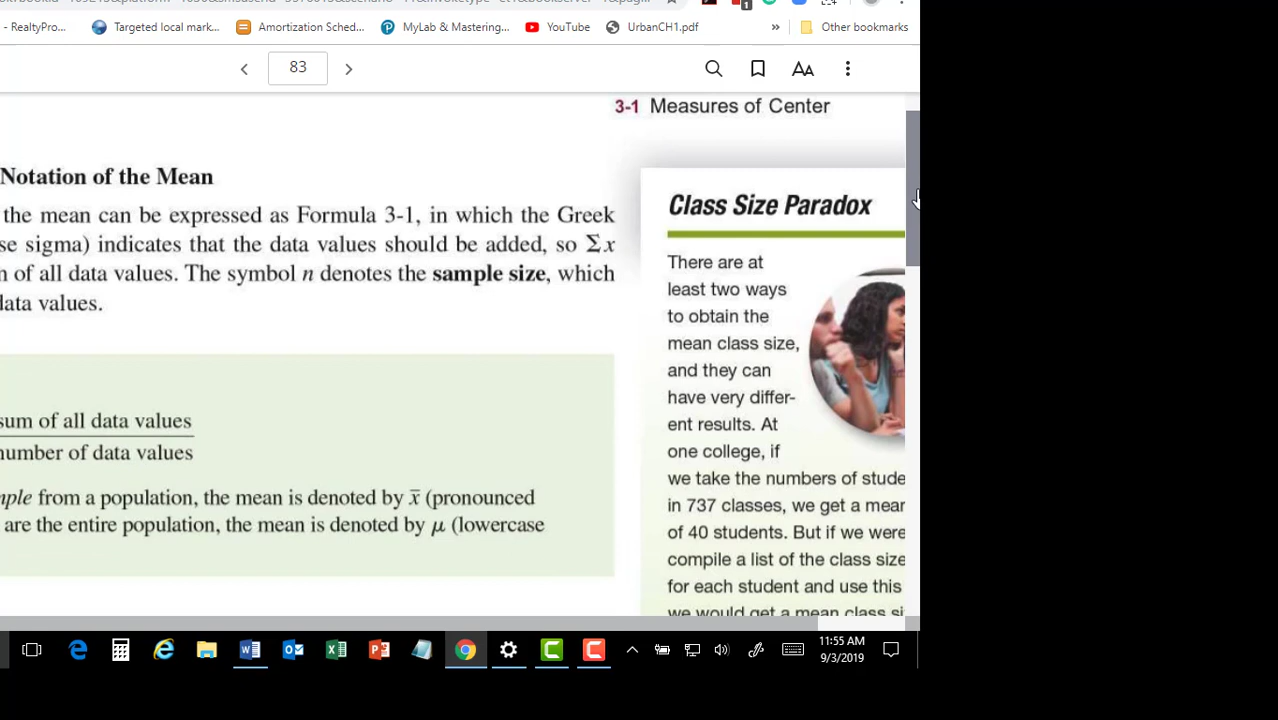 - RealtyPro...
Targeted local mark...
Amortization Sched...
MyLab & Mastering...
YouTube
UrbanCH1.pdf
»
Other bookmarks
83
AA
3-1 Measures of Center
Notation of the Mean
the mean can be expressed as Formula 3-1, in which the Greek
se sigma) indicates that the data values should be added, so Σx
n of all data values. The symbol n denotes the sample size, which
data values.
sum of all data values
number of data values
mple from a population, the mean is denoted by x̄ (pronounced
are the entire population, the mean is denoted by μ (lowercase
Class Size Paradox
There are at
least two ways
to obtain the
mean class size,
and they can
have very differ-
ent results. At
one college, if
we take the numbers of stude
in 737 classes, we get a mear
of 40 students. But if we were
compile a list of the class size
for each student and use this
we would get a mean class si
11:55 AM
9/3/2019